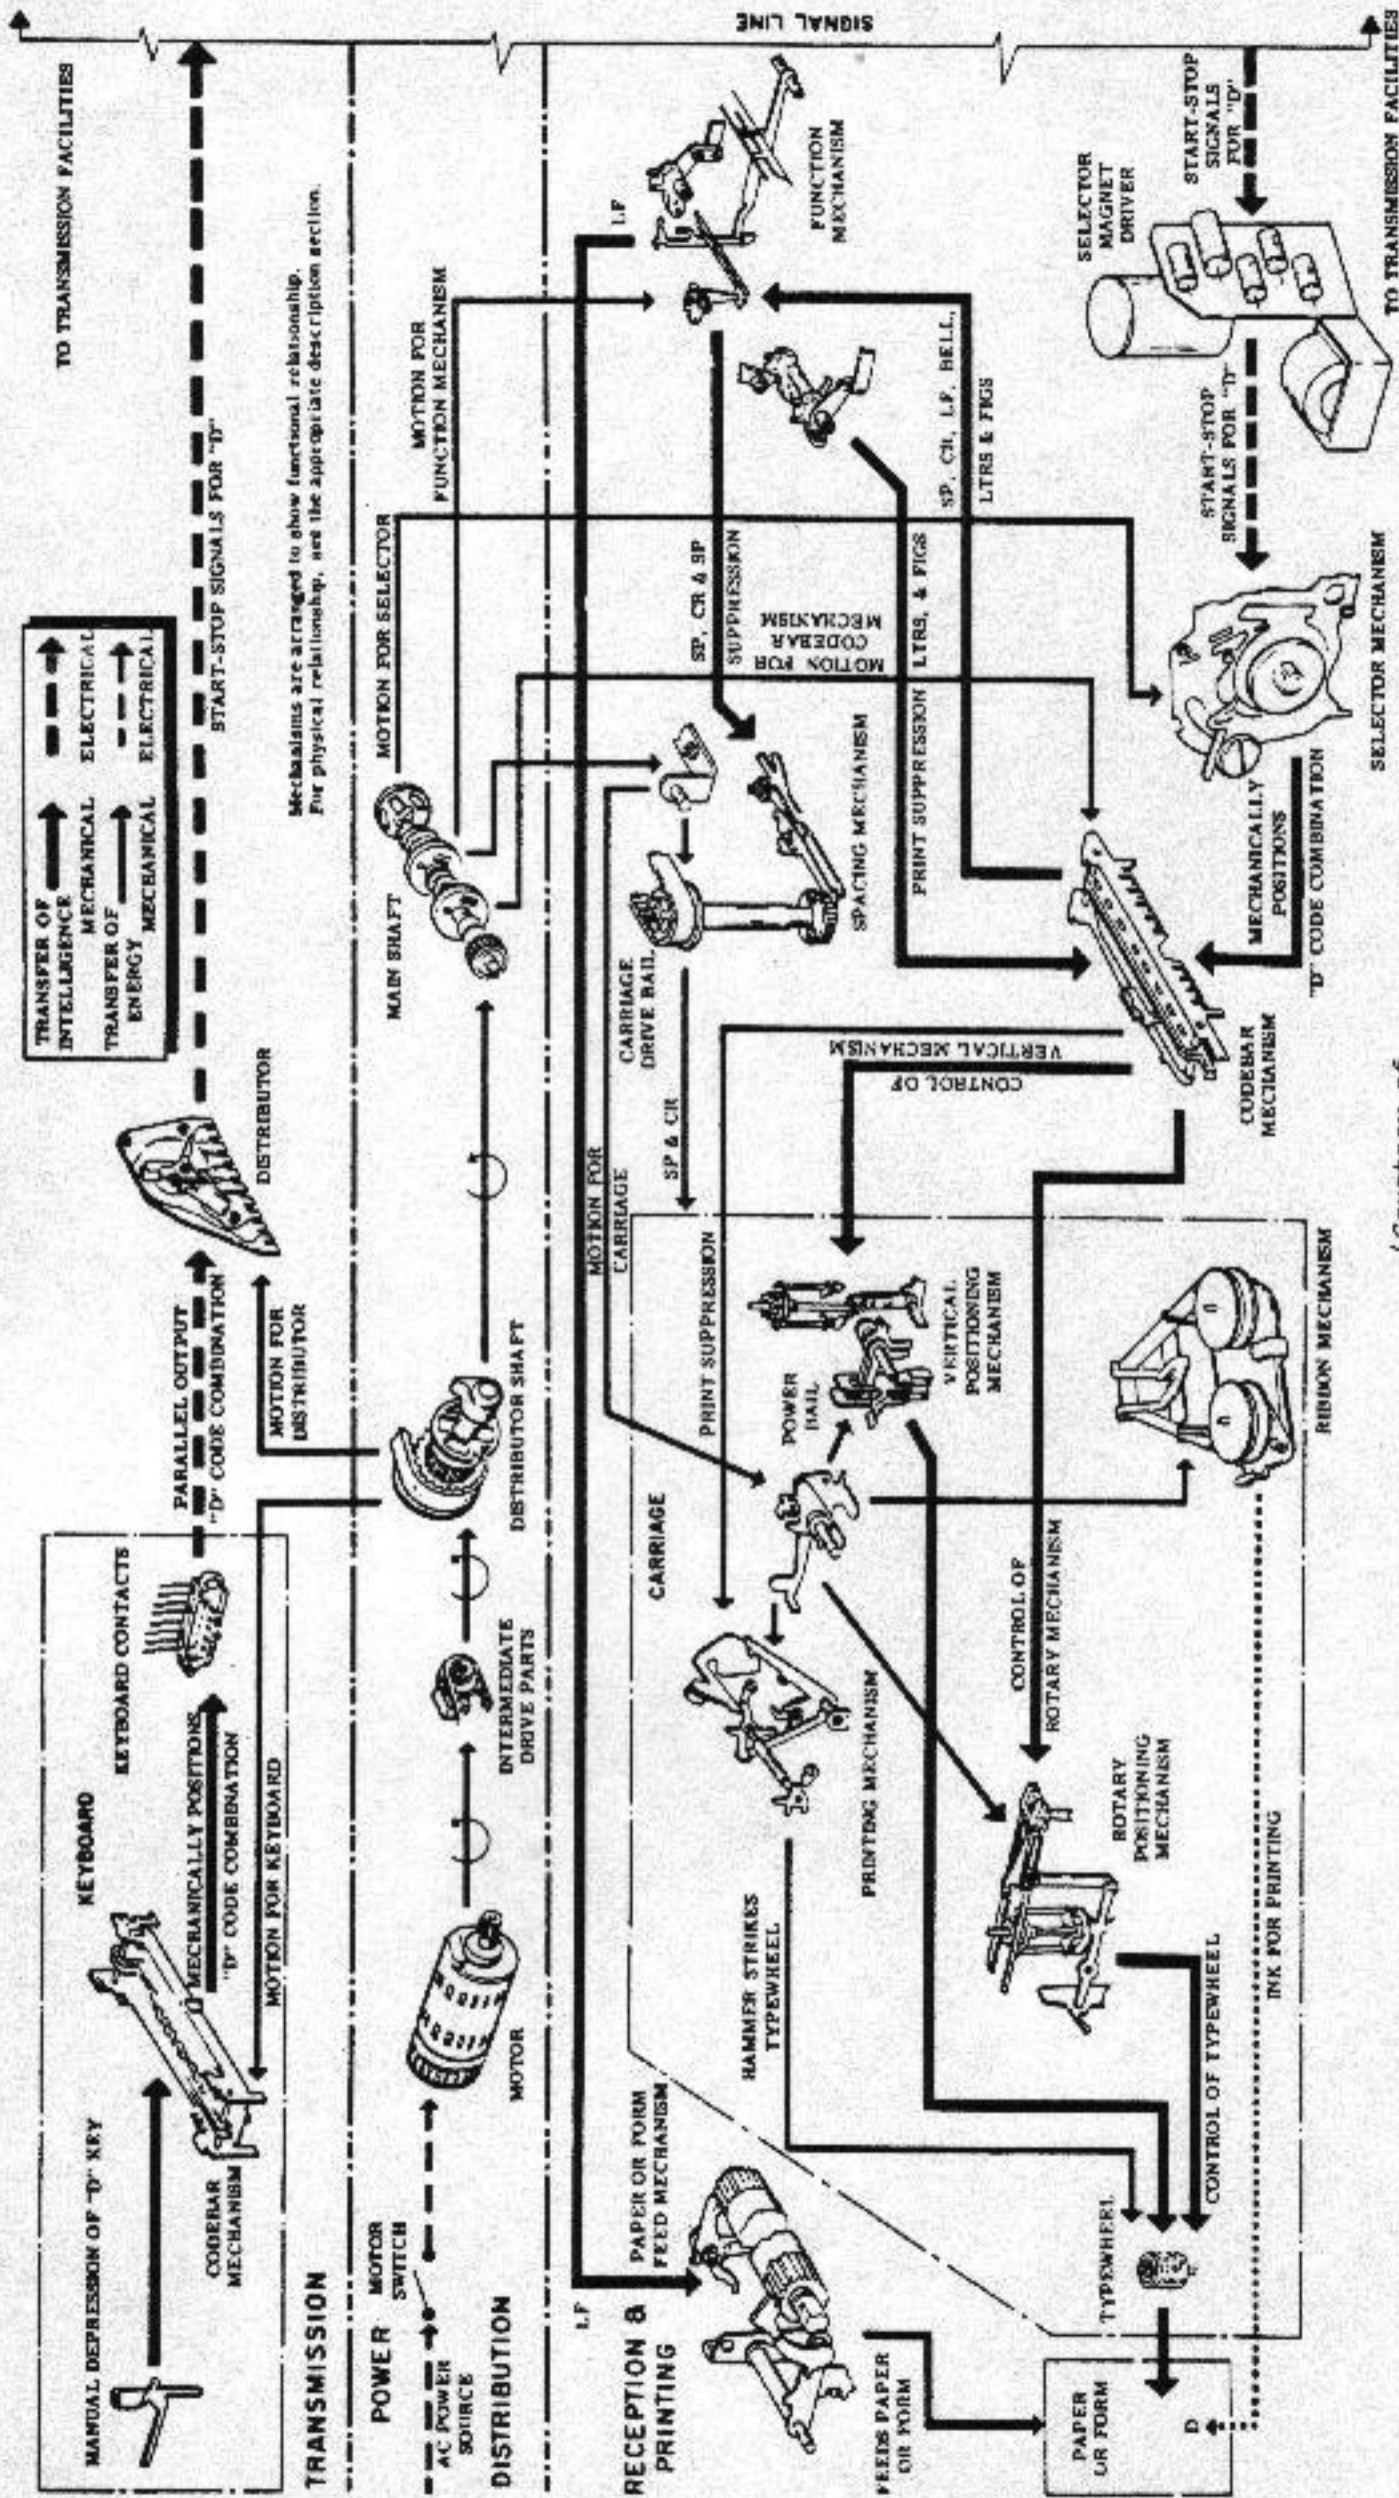 MANUAL DEPRESSION OF "D" KEY
CODEBAR
MECHANISM
KEYBOARD
MECHANICALLY POSITIONS
"D" CODE COMBINATION
MOTION FOR KEYBOARD
KEYBOARD CONTACTS
PARALLEL OUTPUT
"D" CODE COMBINATION
MOTION FOR
DISTRIBUTOR
DISTRIBUTOR
TRANSFER OF
INTELLIGENCE
MECHANICAL ELECTRICAL
TRANSFER OF
ENERGY
MECHANICAL ELECTRICAL
START-STOP SIGNALS FOR "D"
TO TRANSMISSION FACILITIES
Mechanisms are arranged to show functional relationship.
For physical relationship, see the appropriate description section.
TRANSMISSION
POWER
DISTRIBUTION
AC POWER
SOURCE
MOTOR
SWITCH
MOTOR
INTERMEDIATE
DRIVE PARTS
DISTRIBUTOR SHAFT
MAIN SHAFT
MOTION FOR SELECTOR
MOTION FOR
FUNCTION MECHANISM
SIGNAL LINE
RECEPTION &
PRINTING
LF
LF
PAPER OR FORM
FEED MECHANISM
FEEDS PAPER
OR FORM
PAPER
OR FORM
D
TYPEWHEEL
HAMMER STRIKES
TYPEWHEEL
CONTROL OF TYPEWHEEL
INK FOR PRINTING
PRINTING MECHANISM
ROTARY
POSITIONING
MECHANISM
CONTROL OF
ROTARY MECHANISM
CARRIAGE
POWER
BAIL
PRINT SUPPRESSION
VERTICAL
POSITIONING
MECHANISM
RIBBON MECHANISM
MOTION FOR
CARRIAGE
SP & CR
CARRIAGE
DRIVE BAIL
CONTROL OF
VERTICAL MECHANISM
CODEBAR
MECHANISM
SPACING MECHANISM
SP, CR & SP
SUPPRESSION
MOTION FOR
CODEBAR
MECHANISM
PRINT SUPPRESSION LTRS, & FIGS
SP, CR, LF, BELL,
LTRS & FIGS
FUNCTION
MECHANISM
MECHANICALLY
POSITIONS
"D" CODE COMBINATION
SELECTOR MECHANISM
START-STOP
SIGNALS FOR "D"
SELECTOR
MAGNET
DRIVER
START-STOP
SIGNALS
FOR "D"
TO TRANSMISSION FACILITIES